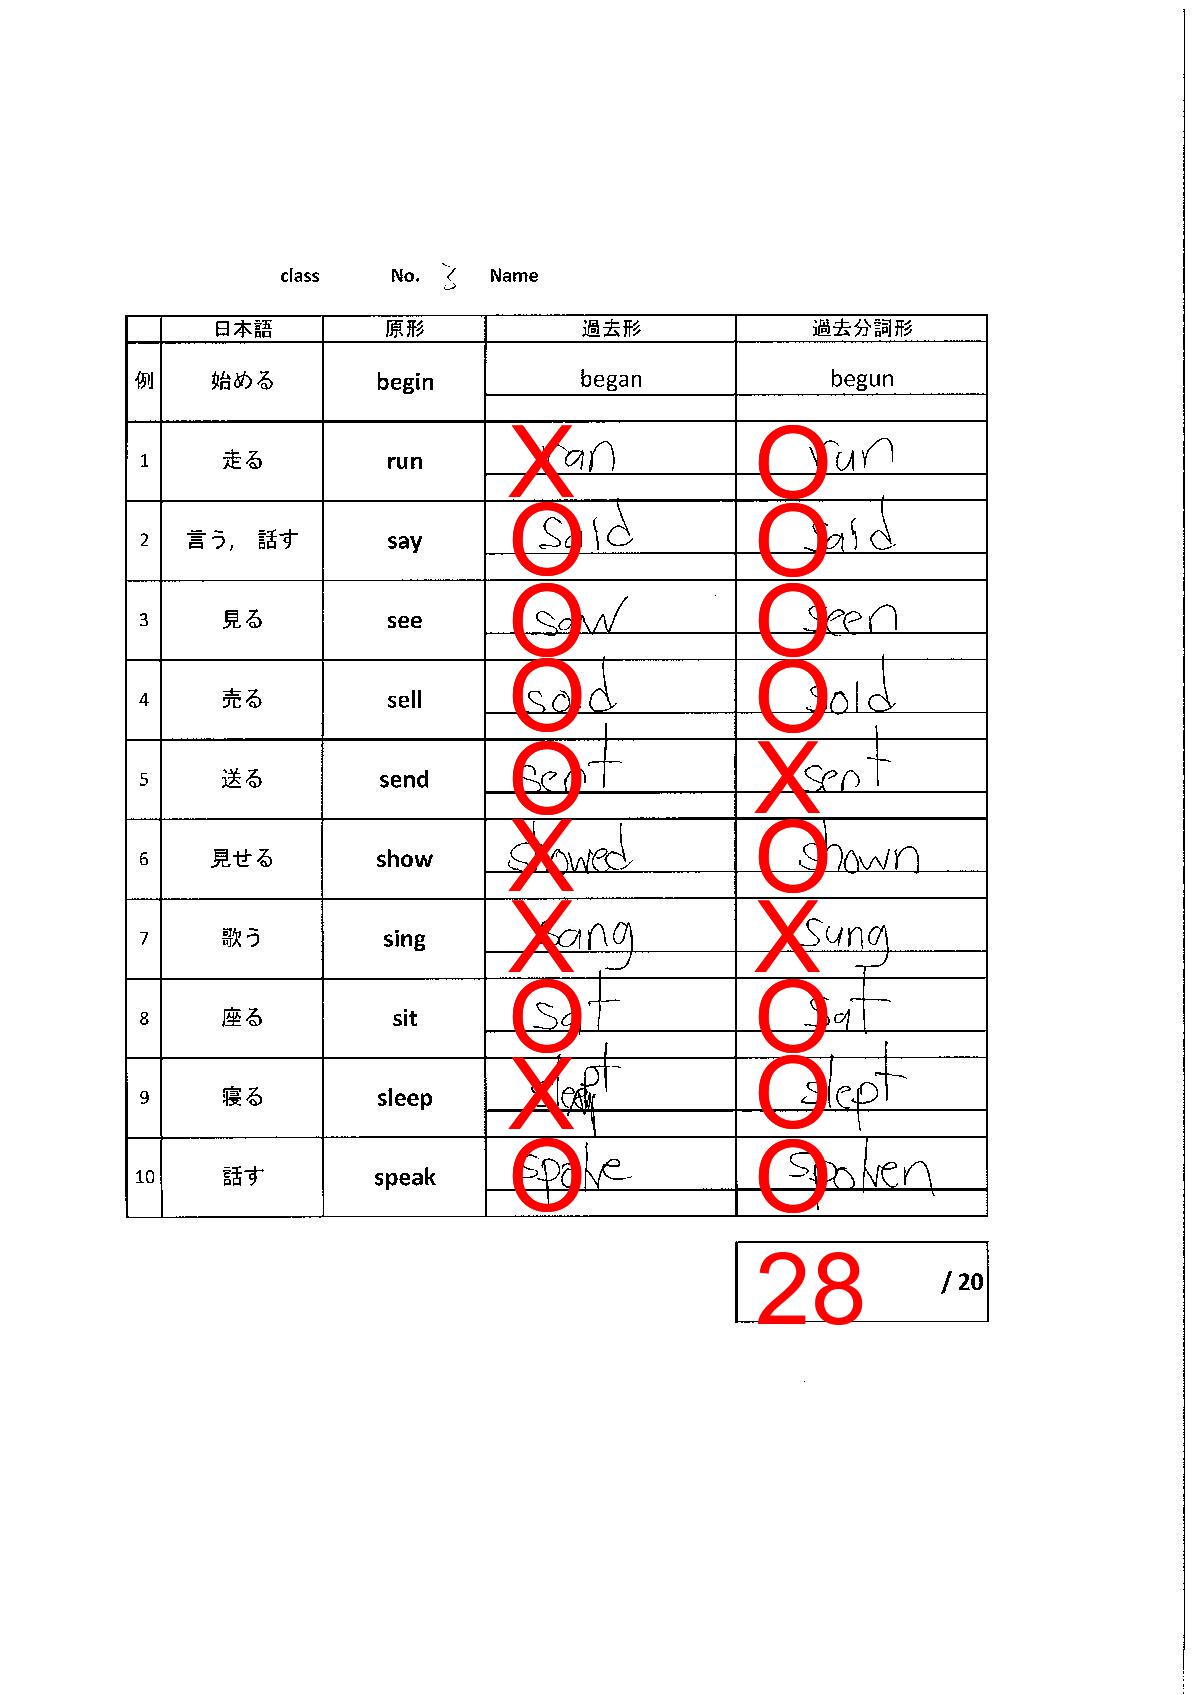 class No. 3 Name
日本語 原形 過去形 過去分詞形
例 始める begin began begun
1 走る run X ran O run
2 言う， 話す say O said O said
3 見る see O saw O seen
4 売る sell O sold O sold
5 送る send O sent X sent
6 見せる show X showed O shown
7 歌う sing X sang X sung
8 座る sit O sat O sat
9 寝る sleep X slept O slept
10 話す speak O spoke O spoken
28 / 20